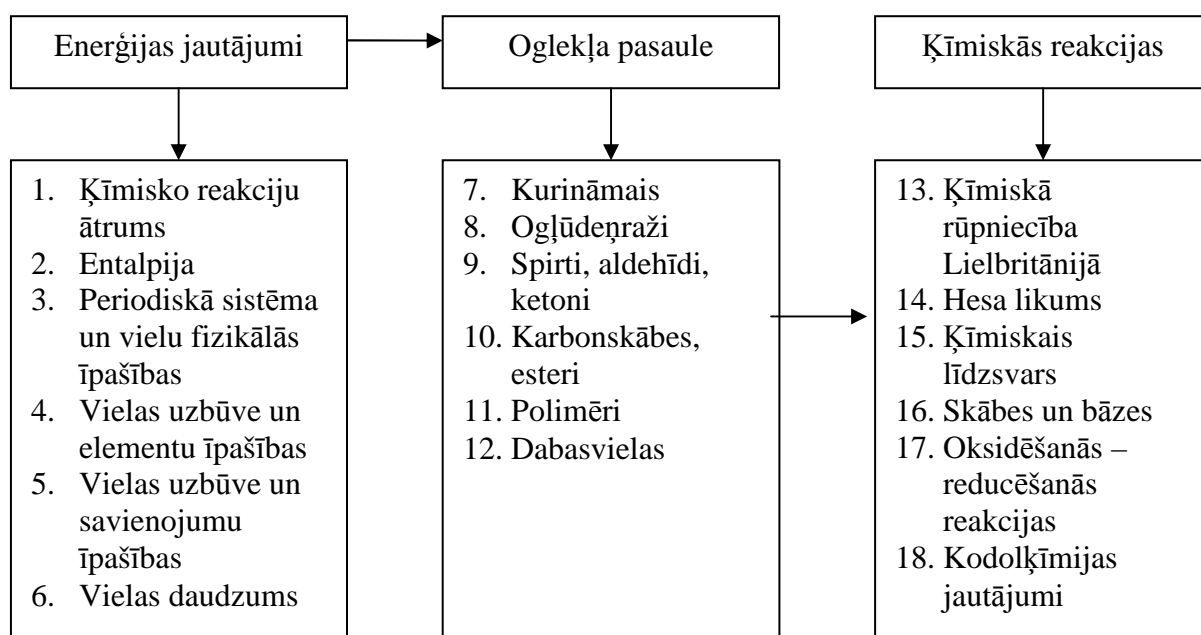 Enerģijas jautājumi
Oglekļa pasaule
Ķīmiskās reakcijas
1. Ķīmisko reakciju
ātrums
2. Entalpija
3. Periodiskā sistēma
un vielu fizikālās
īpašības
4. Vielas uzbūve un
elementu īpašības
5. Vielas uzbūve un
savienojumu
īpašības
6. Vielas daudzums
7. Kurināmais
8. Ogļūdeņraži
9. Spirti, aldehīdi,
ketoni
10. Karbonskābes,
esteri
11. Polimēri
12. Dabasvielas
13. Ķīmiskā
rūpniecība
Lielbritānijā
14. Hesa likums
15. Ķīmiskais
līdzsvars
16. Skābes un bāzes
17. Oksidēšanās –
reducēšanās
reakcijas
18. Kodolķīmijas
jautājumi